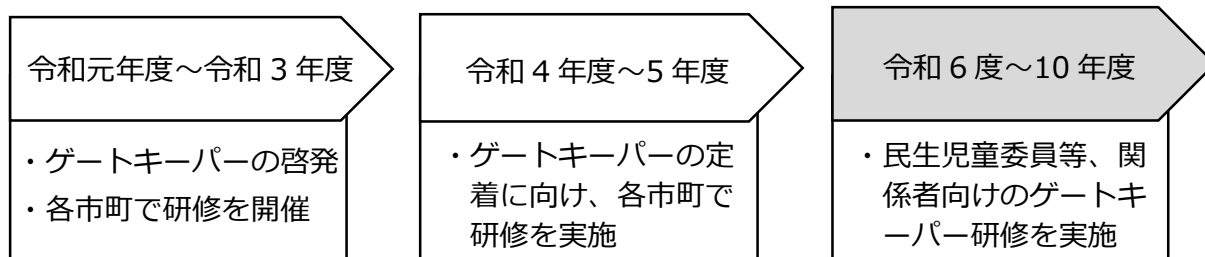 令和元年度～令和 3 年度
・ゲートキーパーの啓発
・各市町で研修を開催
令和 4 年度～5 年度
・ゲートキーパーの定
着に向け、各市町で
研修を実施
令和 6 度～10 年度
・民生児童委員等、関
係者向けのゲートキ
ーパー研修を実施